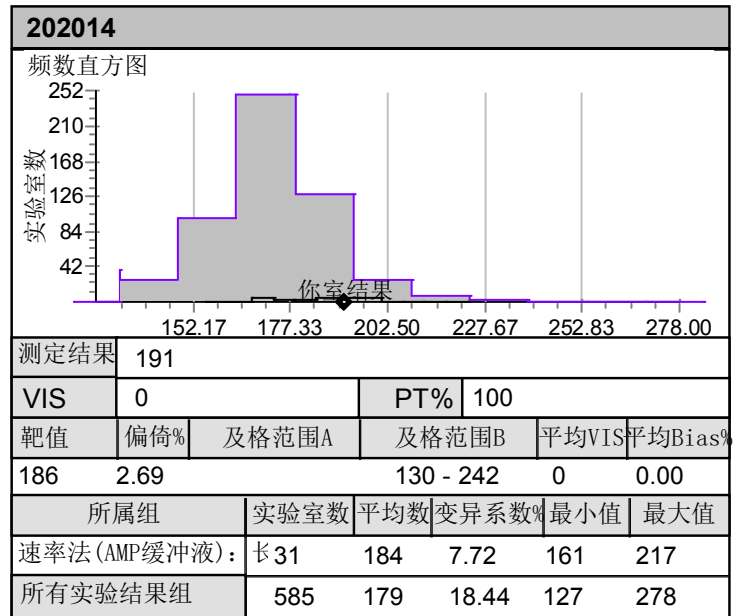 202014
频数直方图
252
210
168
126
84
42
实验室数
你室结果
152.17 177.33 202.50 227.67 252.83 278.00
测定结果 191
VIS 0 PT% 100
靶值 偏倚% 及格范围A 及格范围B 平均VIS 平均Bias%
186 2.69 130 - 242 0 0.00
所属组 实验室数 平均数 变异系数% 最小值 最大值
速率法(AMP缓冲液): 长 31 184 7.72 161 217
所有实验结果组 585 179 18.44 127 278